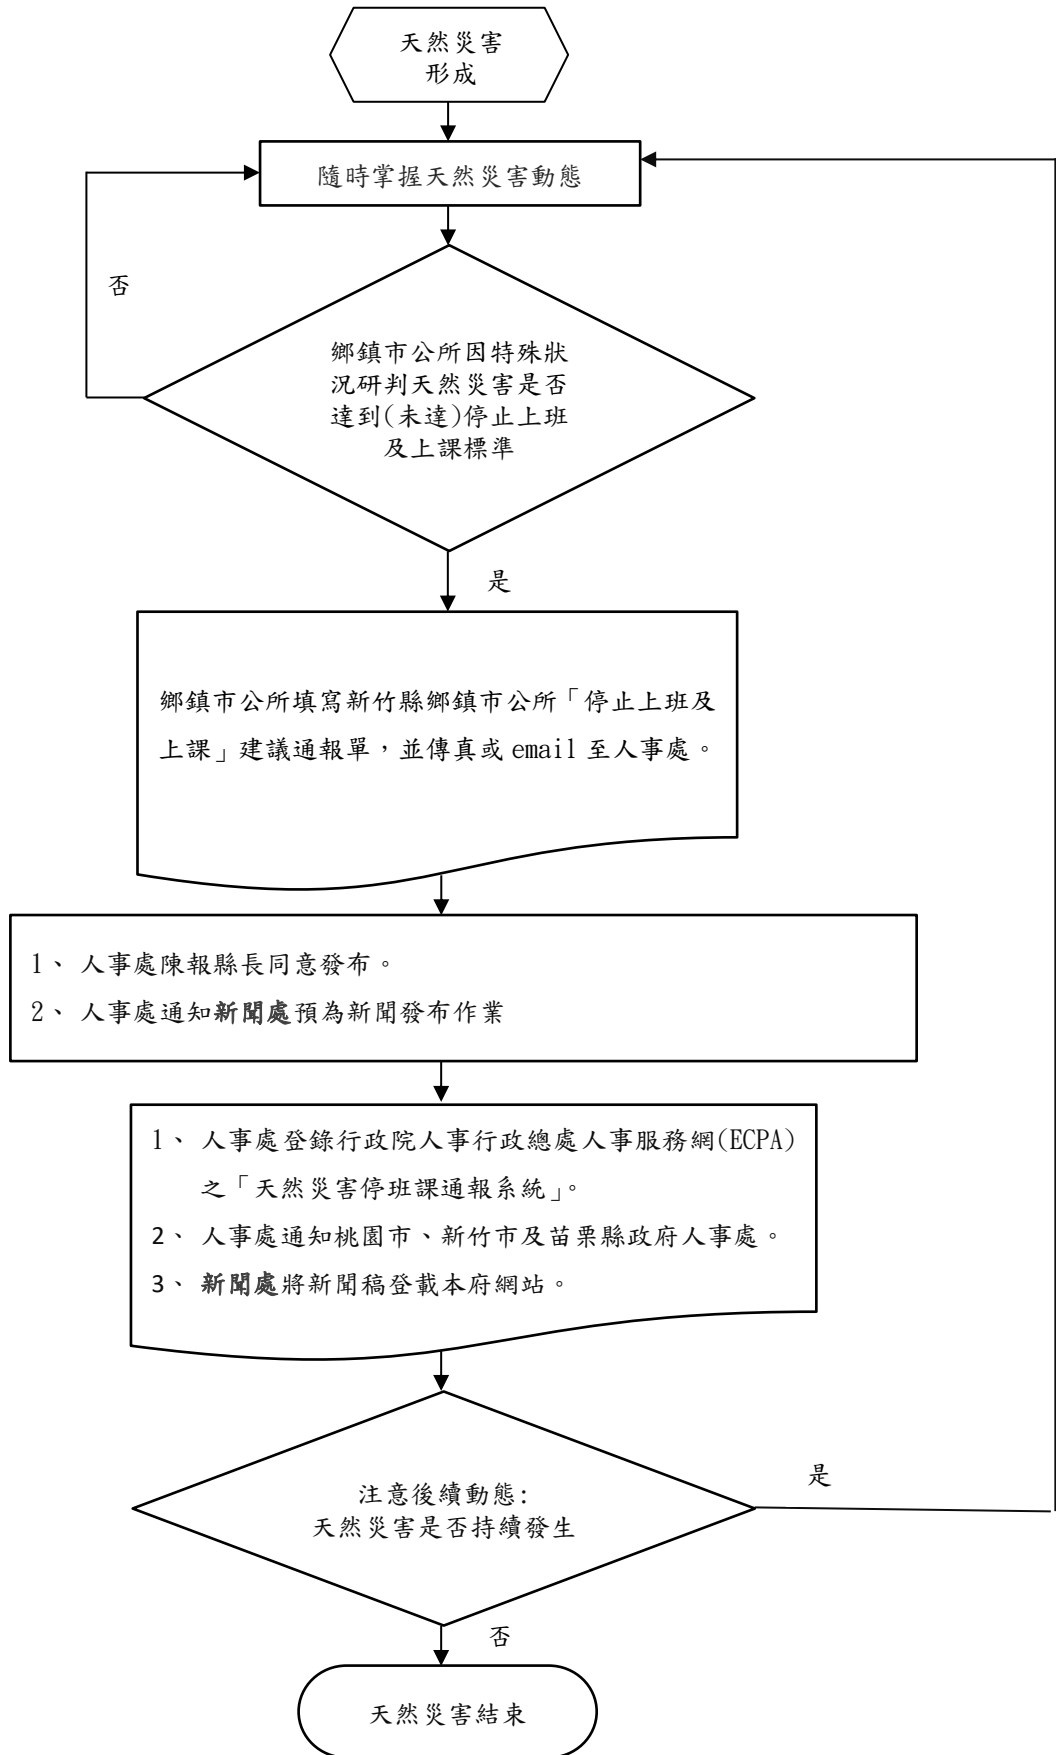 天然災害
形成
隨時掌握天然災害動態
否
鄉鎮市公所因特殊狀
況研判天然災害是否
達到(未達)停止上班
及上課標準
是
鄉鎮市公所填寫新竹縣鄉鎮市公所「停止上班及
上課」建議通報單，並傳真或 email 至人事處。
1、 人事處陳報縣長同意發布。
2、 人事處通知新聞處預為新聞發布作業
1、 人事處登錄行政院人事行政總處人事服務網(ECPA)
之「天然災害停班課通報系統」。
2、 人事處通知桃園市、新竹市及苗栗縣政府人事處。
3、 新聞處將新聞稿登載本府網站。
注意後續動態:
天然災害是否持續發生
是
否
天然災害結束